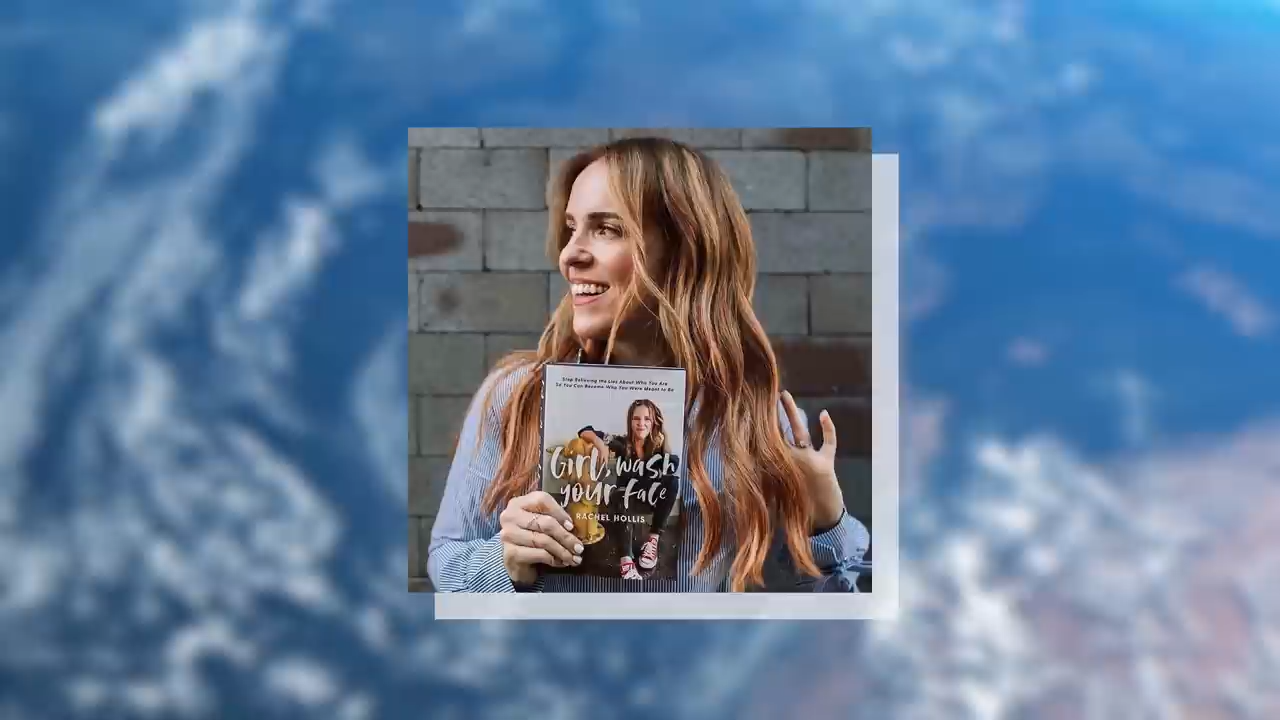 Stop Believing the Lies About Who You Are
So You Can Become Who You Were Meant to Be
Girl, wash
your face
RACHEL HOLLIS